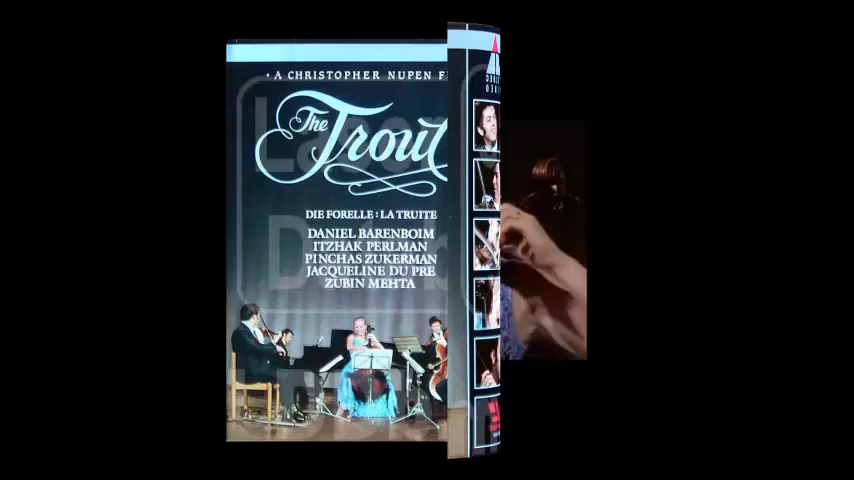 • A CHRISTOPHER NUPEN F
The
Trout
DIE FORELLE : LA TRUITE
DANIEL BARENBOIM
ITZHAK PERLMAN
PINCHAS ZUKERMAN
JACQUELINE DU PRE
ZUBIN MEHTA